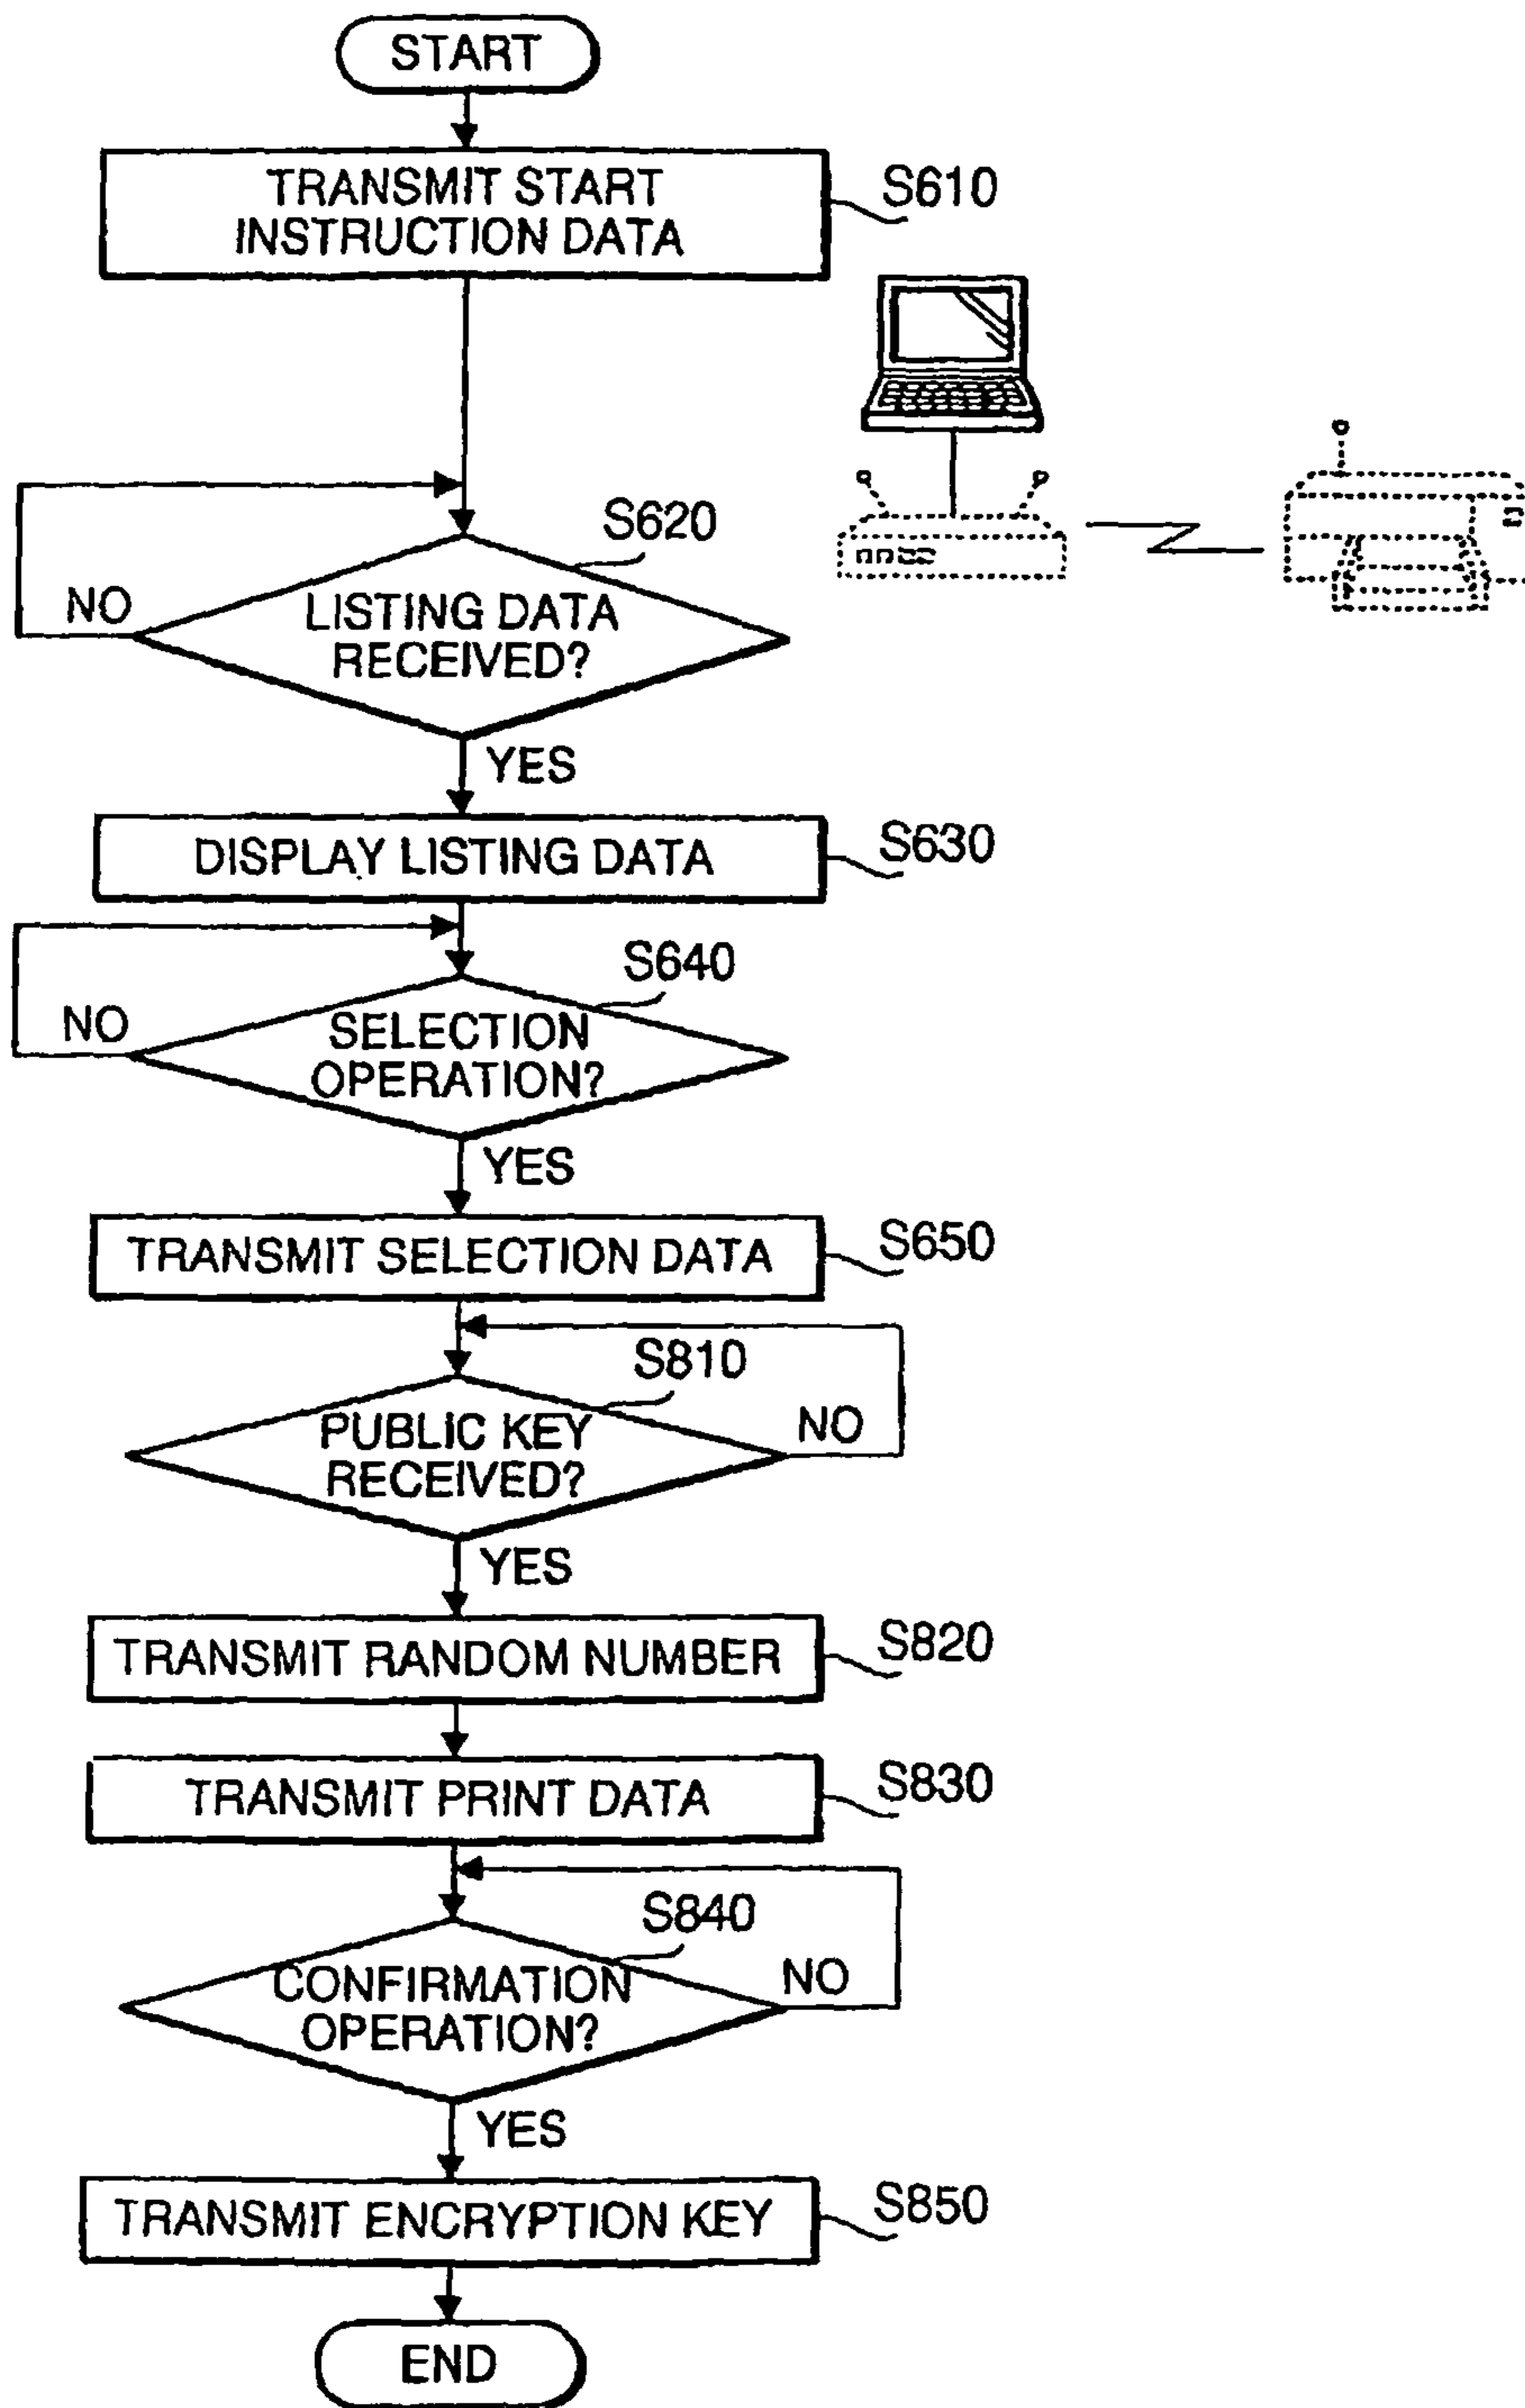 START
TRANSMIT START
INSTRUCTION DATA
S610
S620
LISTING DATA
RECEIVED?
NO
YES
DISPLAY LISTING DATA
S630
S640
SELECTION
OPERATION?
NO
YES
TRANSMIT SELECTION DATA
S650
S810
PUBLIC KEY
RECEIVED?
NO
YES
TRANSMIT RANDOM NUMBER
S820
TRANSMIT PRINT DATA
S830
S840
CONFIRMATION
OPERATION?
NO
YES
TRANSMIT ENCRYPTION KEY
S850
END